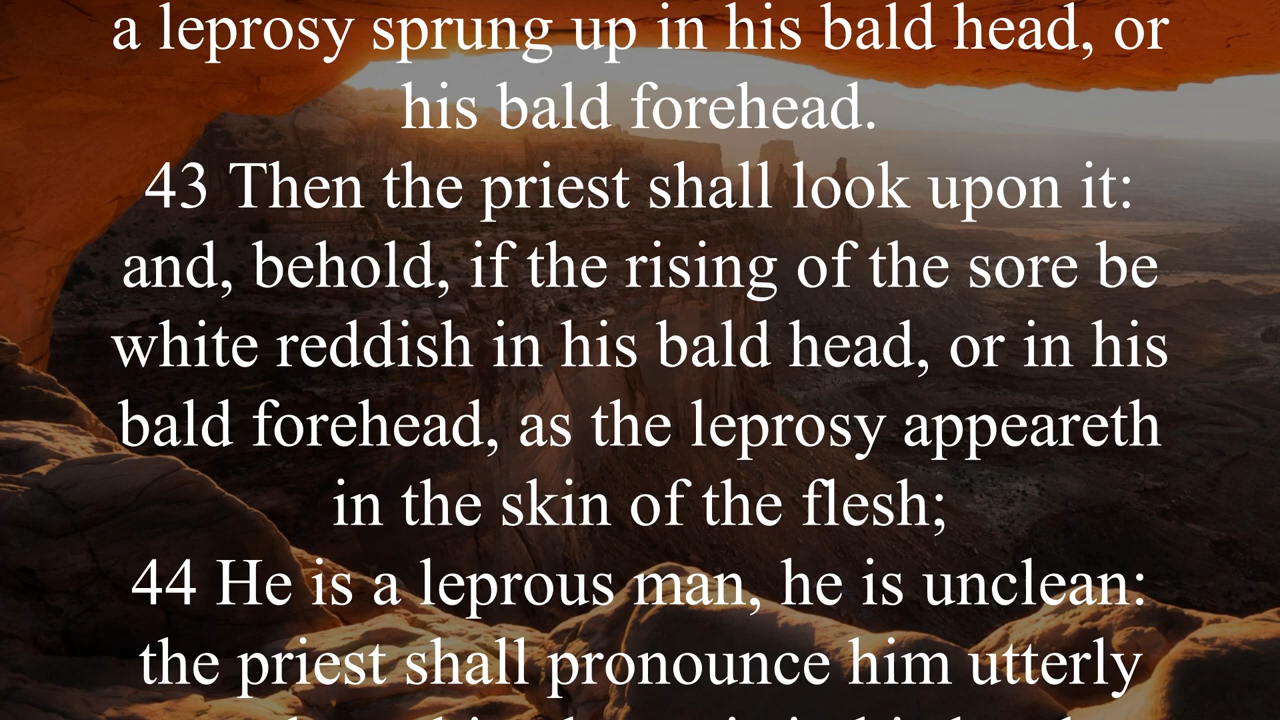 a leprosy sprung up in his bald head, or
his bald forehead.
43 Then the priest shall look upon it:
and, behold, if the rising of the sore be
white reddish in his bald head, or in his
bald forehead, as the leprosy appeareth
in the skin of the flesh;
44 He is a leprous man, he is unclean:
the priest shall pronounce him utterly